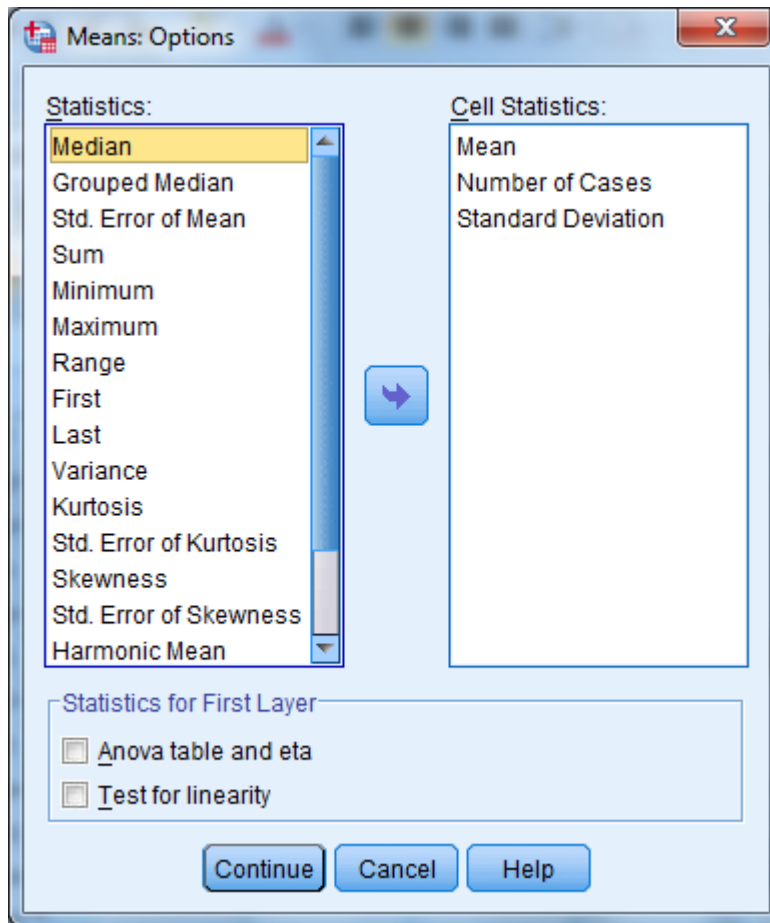 Means: Options
Statistics:
Median
Grouped Median
Std. Error of Mean
Sum
Minimum
Maximum
Range
First
Last
Variance
Kurtosis
Std. Error of Kurtosis
Skewness
Std. Error of Skewness
Harmonic Mean
Cell Statistics:
Mean
Number of Cases
Standard Deviation
Statistics for First Layer
Anova table and eta
Test for linearity
Continue
Cancel
Help